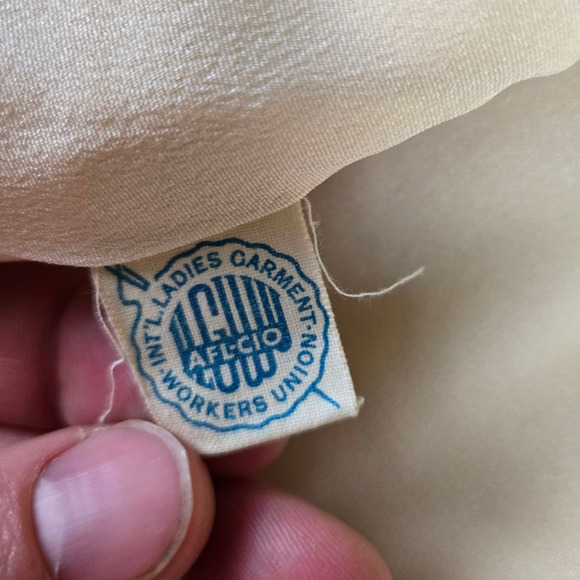 INT'L. LADIES GARMENT
WORKERS UNION
ILGWU
AFL-CIO